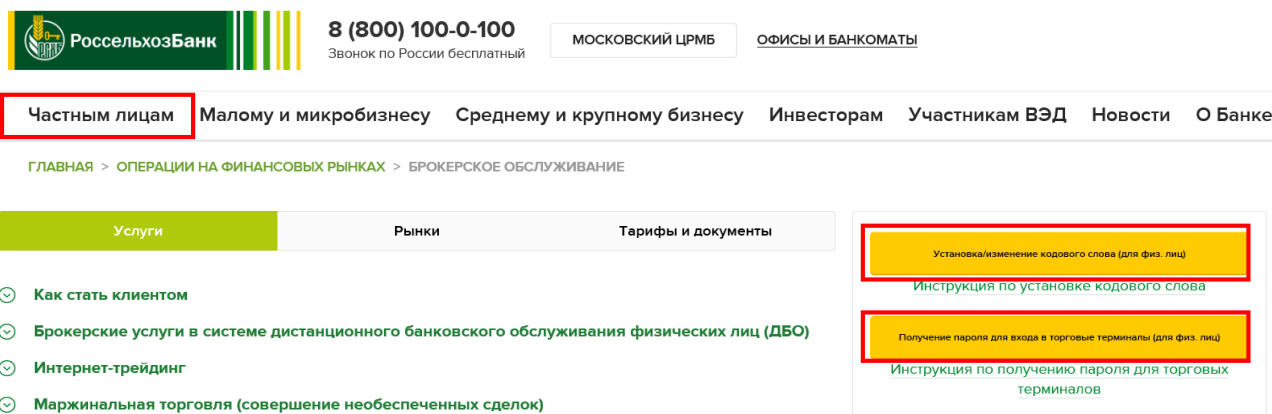 РоссельхозБанк
8 (800) 100-0-100
Звонок по России бесплатный
МОСКОВСКИЙ ЦРМБ
ОФИСЫ И БАНКОМАТЫ
Частным лицам Малому и микробизнесу Среднему и крупному бизнесу Инвесторам Участникам ВЭД Новости О Банке
ГЛАВНАЯ > ОПЕРАЦИИ НА ФИНАНСОВЫХ РЫНКАХ > БРОКЕРСКОЕ ОБСЛУЖИВАНИЕ
Услуги Рынки Тарифы и документы
Как стать клиентом
Брокерские услуги в системе дистанционного банковского обслуживания физических лиц (ДБО)
Интернет-трейдинг
Маржинальная торговля (совершение необеспеченных сделок)
Установка/изменение кодового слова (для физ. лиц)
Инструкция по установке кодового слова
Получение пароля для входа в торговые терминалы (для физ. лиц)
Инструкция по получению пароля для торговых
терминалов